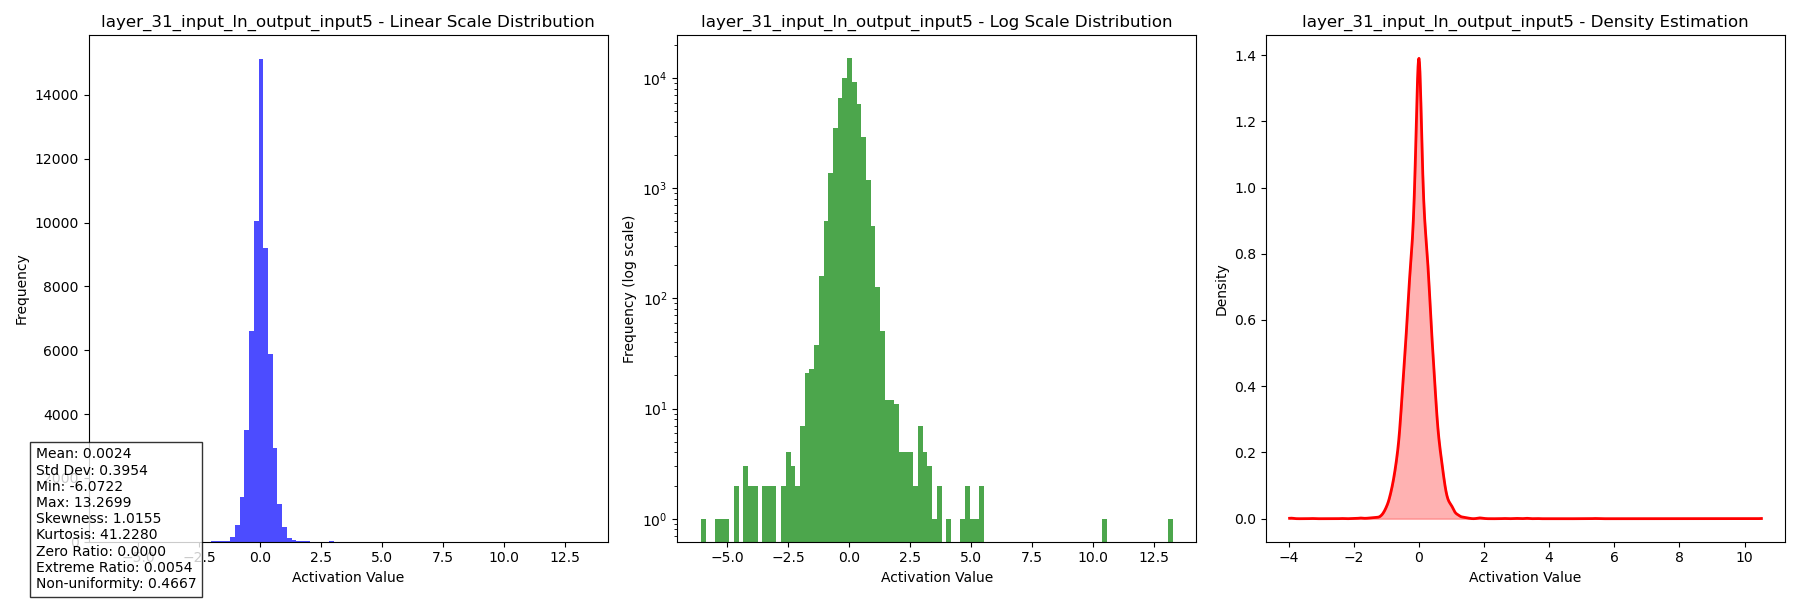 layer_31_input_ln_output_input5 - Linear Scale Distribution
14000
12000
10000
8000
6000
4000
Frequency
−2.5 0.0 2.5 5.0 7.5 10.0 12.5
Activation Value
Mean: 0.0024
Std Dev: 0.3954
Min: -6.0722
Max: 13.2699
Skewness: 1.0155
Kurtosis: 41.2280
Zero Ratio: 0.0000
Extreme Ratio: 0.0054
Non-uniformity: 0.4667
layer_31_input_ln_output_input5 - Log Scale Distribution
10⁴
10³
10²
10¹
10⁰
Frequency (log scale)
−5.0 −2.5 0.0 2.5 5.0 7.5 10.0 12.5
Activation Value
layer_31_input_ln_output_input5 - Density Estimation
1.4
1.2
1.0
0.8
0.6
0.4
0.2
0.0
Density
−4 −2 0 2 4 6 8 10
Activation Value